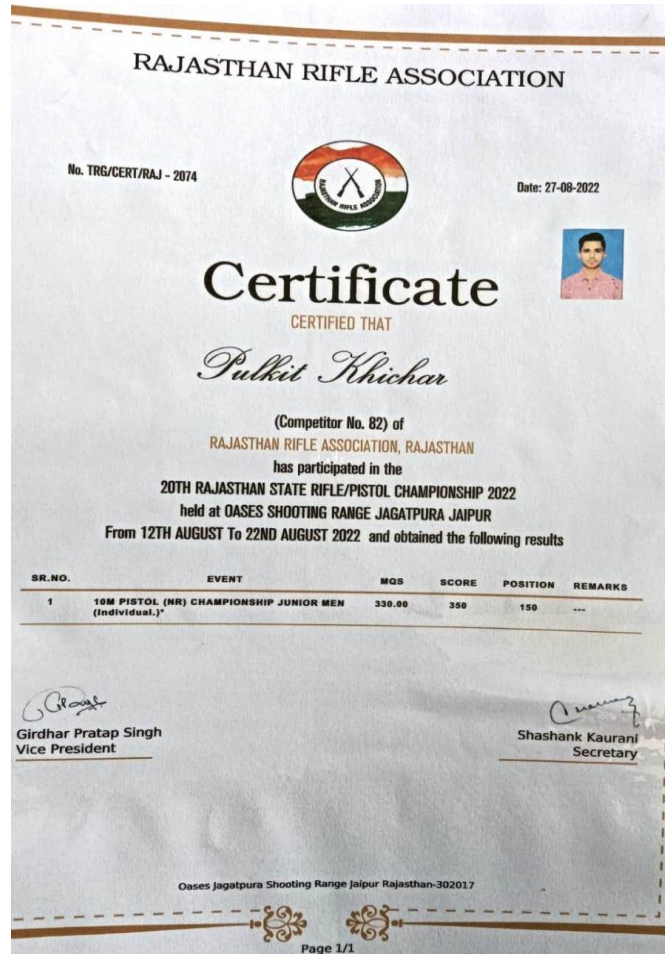 RAJASTHAN RIFLE ASSOCIATION
No. TRG/CERT/RAJ - 2074
RAJASTHAN RIFLE ASSOCIATION
Date: 27-08-2022
Certificate
CERTIFIED THAT
Pulkit Khichar
(Competitor No. 82) of
RAJASTHAN RIFLE ASSOCIATION, RAJASTHAN
has participated in the
20TH RAJASTHAN STATE RIFLE/PISTOL CHAMPIONSHIP 2022
held at OASES SHOOTING RANGE JAGATPURA JAIPUR
From 12TH AUGUST To 22ND AUGUST 2022 and obtained the following results
SR.NO. EVENT MQS SCORE POSITION REMARKS
1 10M PISTOL (NR) CHAMPIONSHIP JUNIOR MEN 330.00 350 150 ---
(Individual.)*
Girdhar Pratap Singh
Vice President
Shashank Kaurani
Secretary
Oases Jagatpura Shooting Range Jaipur Rajasthan-302017
Page 1/1